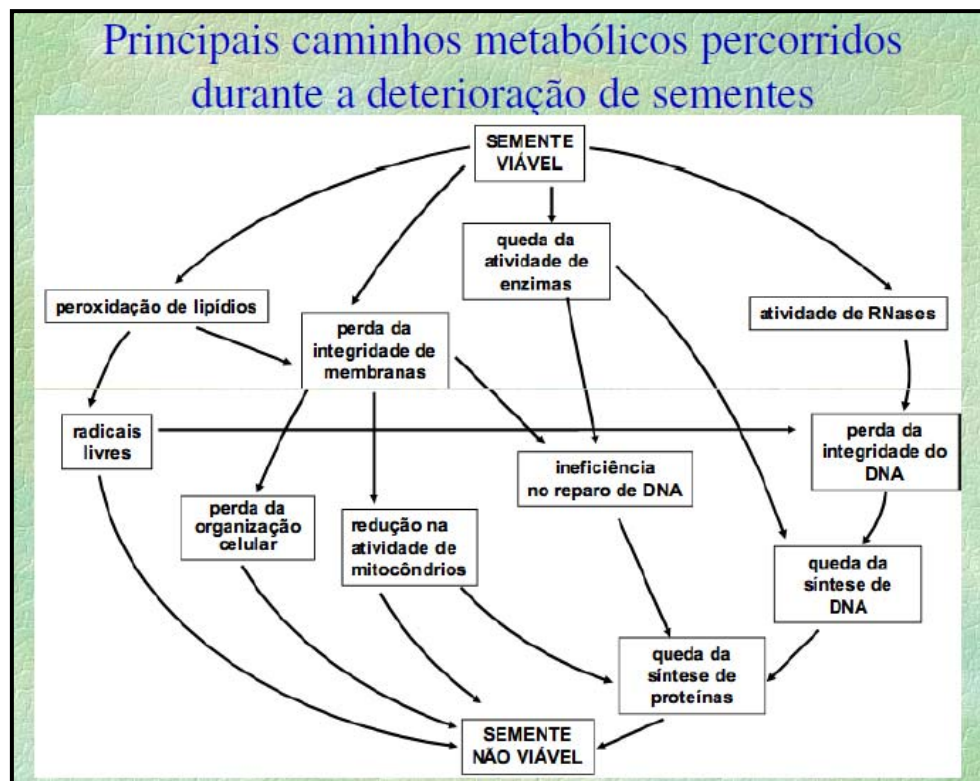 Principais caminhos metabólicos percorridos
durante a deterioração de sementes
SEMENTE
VIÁVEL
queda da
atividade de
enzimas
peroxidação de lipídios
perda da
integridade de
membranas
atividade de RNases
radicais
livres
perda da
integridade do
DNA
ineficiência
no reparo de DNA
perda da
organização
celular
redução na
atividade de
mitocôndrios
queda da
síntese de
DNA
queda da
síntese de
proteínas
SEMENTE
NÃO VIÁVEL